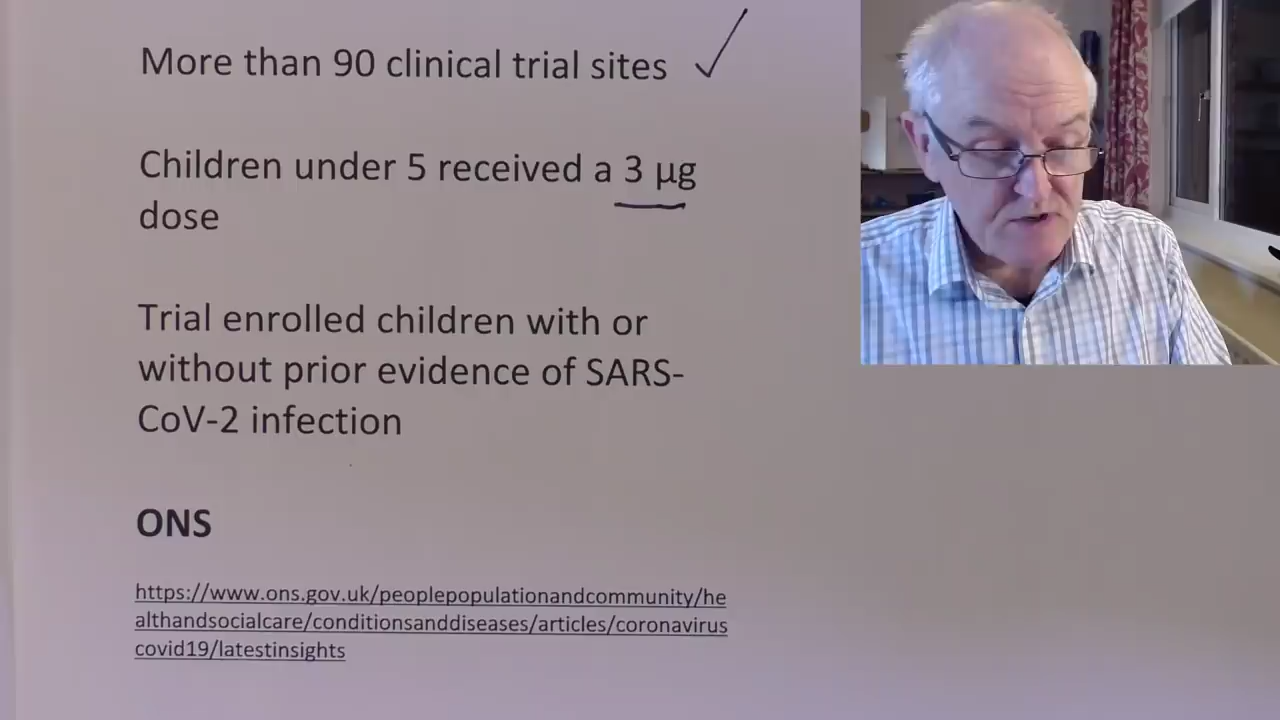 More than 90 clinical trial sites
Children under 5 received a 3 µg
dose
Trial enrolled children with or
without prior evidence of SARS-
CoV-2 infection
ONS
https://www.ons.gov.uk/peoplepopulationandcommunity/he
althandsocialcare/conditionsanddiseases/articles/coronavirus
covid19/latestinsights